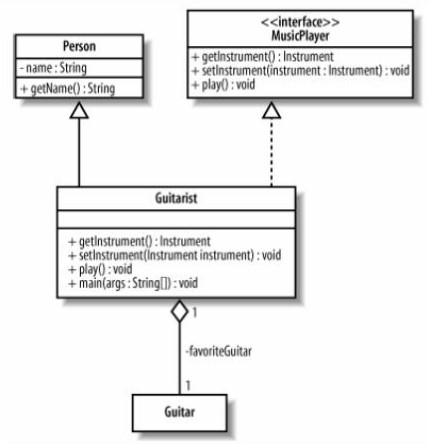 Person
- name : String
+ getName() : String
<<interface>>
MusicPlayer
+ getInstrument() : Instrument
+ setInstrument(instrument : Instrument) : void
+ play() : void
Guitarist
+ getInstrument() : Instrument
+ setInstrument(Instrument instrument) : void
+ play() : void
+ main(args : String[]) : void
1
-favoriteGuitar
1
Guitar